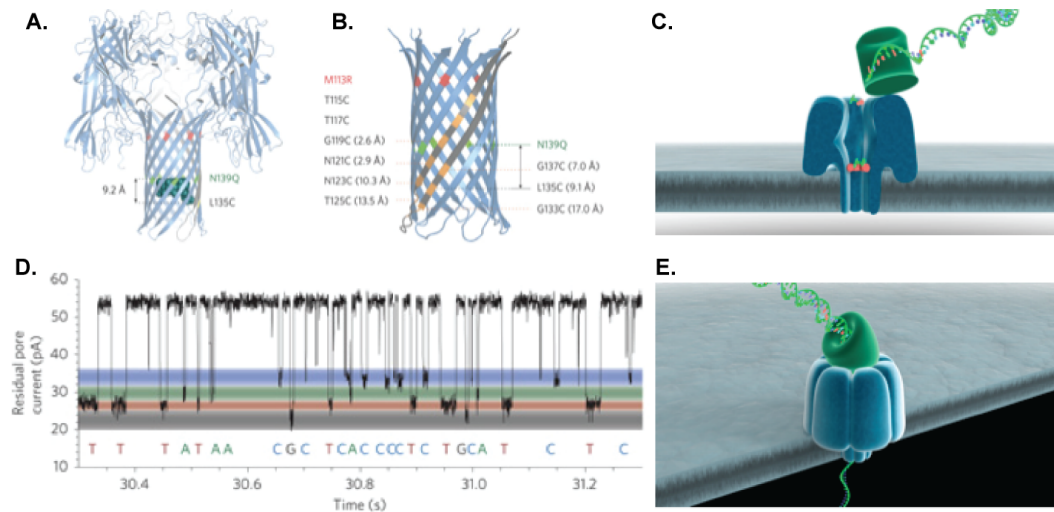 A.
9.2 Å
N139Q
L135C
B.
M113R
T115C
T117C
G119C (2.6 Å)
N121C (2.9 Å)
N123C (10.3 Å)
T125C (13.5 Å)
N139Q
G137C (7.0 Å)
L135C (9.1 Å)
G133C (17.0 Å)
C.
D.
Residual pore
current (pA)
60
50
40
30
20
10
T T T A T A A C G C T C A C C C C T C T G C A T C T C
30.4 30.6 30.8 31.0 31.2
Time (s)
E.